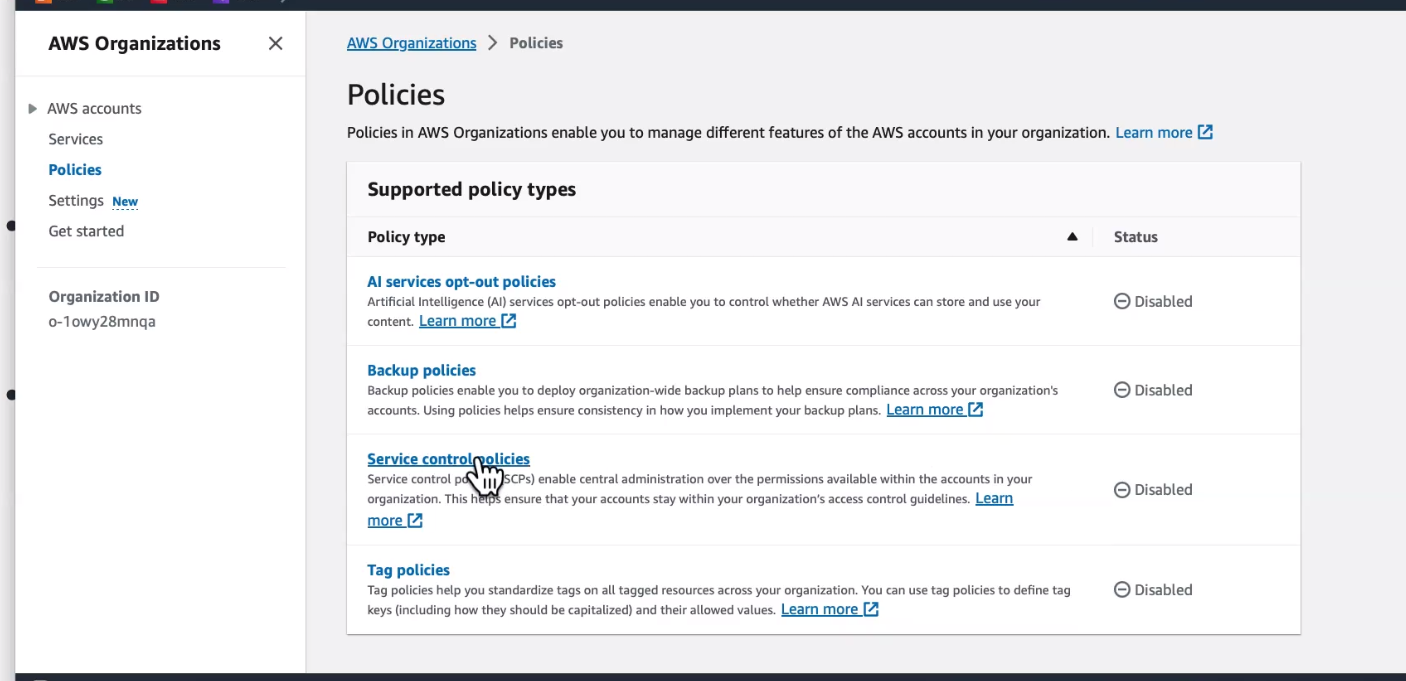 AWS Organizations
AWS accounts
Services
Policies
Settings New
Get started
Organization ID
o-1owy28mnqa
AWS Organizations > Policies
Policies
Policies in AWS Organizations enable you to manage different features of the AWS accounts in your organization. Learn more
Supported policy types
Policy type Status
AI services opt-out policies
Artificial Intelligence (AI) services opt-out policies enable you to control whether AWS AI services can store and use your
content. Learn more
Disabled
Backup policies
Backup policies enable you to deploy organization-wide backup plans to help ensure compliance across your organization's
accounts. Using policies helps ensure consistency in how you implement your backup plans. Learn more
Disabled
Service control policies
Service control (SCPs) enable central administration over the permissions available within the accounts in your
organization. This helps ensure that your accounts stay within your organization's access control guidelines. Learn
more
Disabled
Tag policies
Tag policies help you standardize tags on all tagged resources across your organization. You can use tag policies to define tag
keys (including how they should be capitalized) and their allowed values. Learn more
Disabled